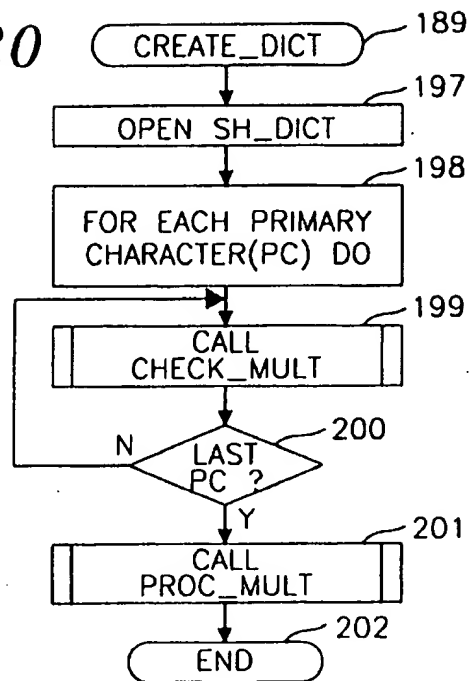 20
CREATE_DICT
189
197
OPEN SH_DICT
198
FOR EACH PRIMARY
CHARACTER(PC) DO
199
CALL
CHECK_MULT
200
N
LAST
PC ?
Y
201
CALL
PROC_MULT
202
END